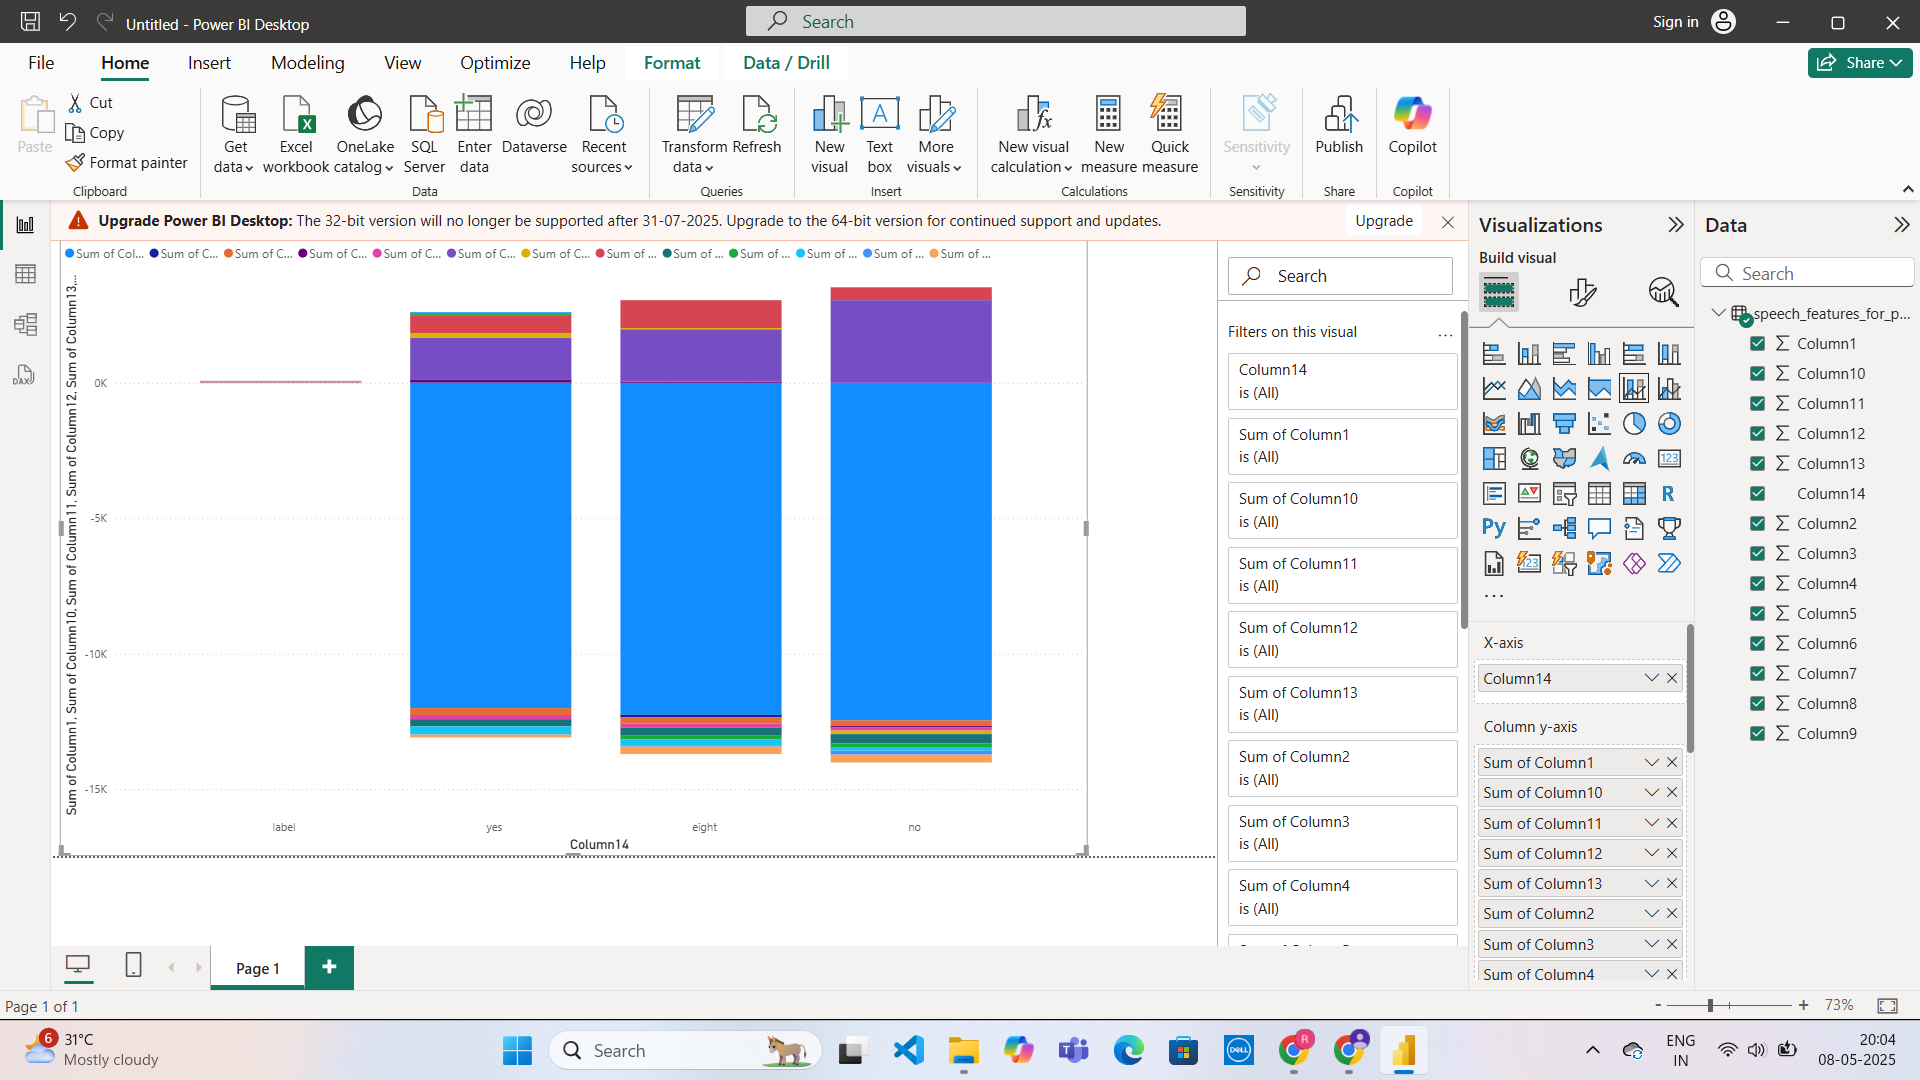 Untitled - Power BI Desktop
Search
Sign in
File Home Insert Modeling View Optimize Help Format Data / Drill
Share
Paste
Cut
Copy
Format painter
Clipboard
Get data
Excel workbook
OneLake catalog
SQL Server
Enter data
Dataverse
Recent sources
Data
Transform data
Refresh
Queries
New visual
Text box
More visuals
Insert
New visual calculation
New measure
Quick measure
Calculations
Sensitivity
Sensitivity
Publish
Share
Copilot
Copilot
Upgrade Power BI Desktop: The 32-bit version will no longer be supported after 31-07-2025. Upgrade to the 64-bit version for continued support and updates.
Upgrade
Sum of Col... Sum of C... Sum of C... Sum of C... Sum of C... Sum of C... Sum of C... Sum of ... Sum of ... Sum of ... Sum of ... Sum of ... Sum of ...
Sum of Column1, Sum of Column10, Sum of Column11, Sum of Column12, Sum of Column13,...
0K
-5K
-10K
-15K
label yes eight no
Column14
Search
Filters on this visual
...
Column14
is (All)
Sum of Column1
is (All)
Sum of Column10
is (All)
Sum of Column11
is (All)
Sum of Column12
is (All)
Sum of Column13
is (All)
Sum of Column2
is (All)
Sum of Column3
is (All)
Sum of Column4
is (All)
Visualizations
Build visual
123
R
Py
123
...
X-axis
Column14
Column y-axis
Sum of Column1
Sum of Column10
Sum of Column11
Sum of Column12
Sum of Column13
Sum of Column2
Sum of Column3
Sum of Column4
Data
Search
speech_features_for_p...
Column1
Column10
Column11
Column12
Column13
Column14
Column2
Column3
Column4
Column5
Column6
Column7
Column8
Column9
DAX
Page 1
Page 1 of 1
- + 73%
6
31°C
Mostly cloudy
Search
DELL
R
ENG
IN
20:04
08-05-2025